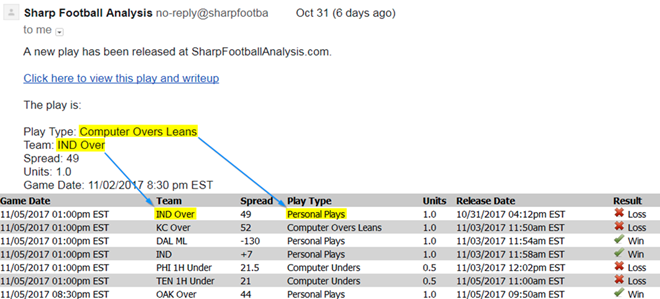 Sharp Football Analysis no-reply@sharpfootba Oct 31 (6 days ago)
to me
A new play has been released at SharpFootballAnalysis.com.
Click here to view this play and writeup
The play is:
Play Type: Computer Overs Leans
Team: IND Over
Spread: 49
Units: 1.0
Game Date: 11/02/2017 8:30 pm EST
Game Date Team Spread Play Type Units Release Date Result
11/05/2017 01:00pm EST IND Over 49 Personal Plays 1.0 10/31/2017 04:12pm EST Loss
11/05/2017 01:00pm EST KC Over 52 Computer Overs Leans 1.0 11/03/2017 11:50am EST Loss
11/05/2017 01:00pm EST DAL ML -130 Personal Plays 1.0 11/03/2017 11:54am EST Win
11/05/2017 01:00pm EST IND +7 Personal Plays 1.0 11/03/2017 11:58am EST Win
11/05/2017 01:00pm EST PHI 1H Under 21.5 Computer Unders 0.5 11/03/2017 12:02pm EST Loss
11/05/2017 01:00pm EST TEN 1H Under 21 Computer Unders 0.5 11/05/2017 11:00am EST Loss
11/05/2017 08:30pm EST OAK Over 44 Personal Plays 1.0 11/05/2017 11:50am EST Win